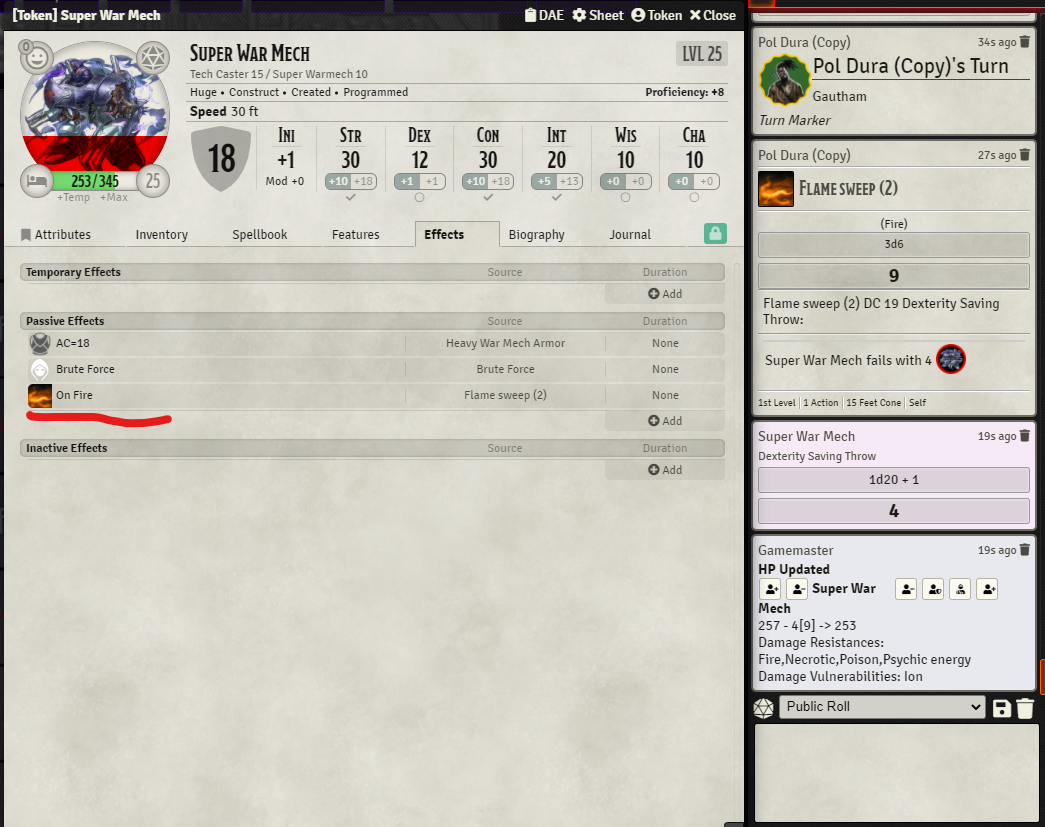 [Token] Super War Mech
DAE Sheet Token Close
0
Super War Mech
LVL 25
Tech Caster 15 / Super Warmech 10
Huge • Construct • Created • Programmed
Proficiency: +8
Speed 30 ft
18
Ini Str Dex Con Int Wis Cha
+1 30 12 30 20 10 10
Mod +0 +10 +18 +1 +1 +10 +18 +5 +13 +0 +0 +0 +0
253 / 345
25
+Temp +Max
Attributes Inventory Spellbook Features Effects Biography Journal
Temporary Effects Source Duration
Add
Passive Effects Source Duration
AC=18 Heavy War Mech Armor None
Brute Force Brute Force None
On Fire Flame sweep (2) None
Add
Inactive Effects Source Duration
Add
Pol Dura (Copy) 34s ago
Pol Dura (Copy)'s Turn
Gautham
Turn Marker
Pol Dura (Copy) 27s ago
Flame sweep (2)
(Fire)
3d6
9
Flame sweep (2) DC 19 Dexterity Saving
Throw:
Super War Mech fails with 4
1st Level 1 Action 15 Feet Cone Self
Super War Mech 19s ago
Dexterity Saving Throw
1d20 + 1
4
Gamemaster 19s ago
HP Updated
Super War
Mech
257 - 4[9] -> 253
Damage Resistances:
Fire,Necrotic,Poison,Psychic energy
Damage Vulnerabilities: Ion
Public Roll